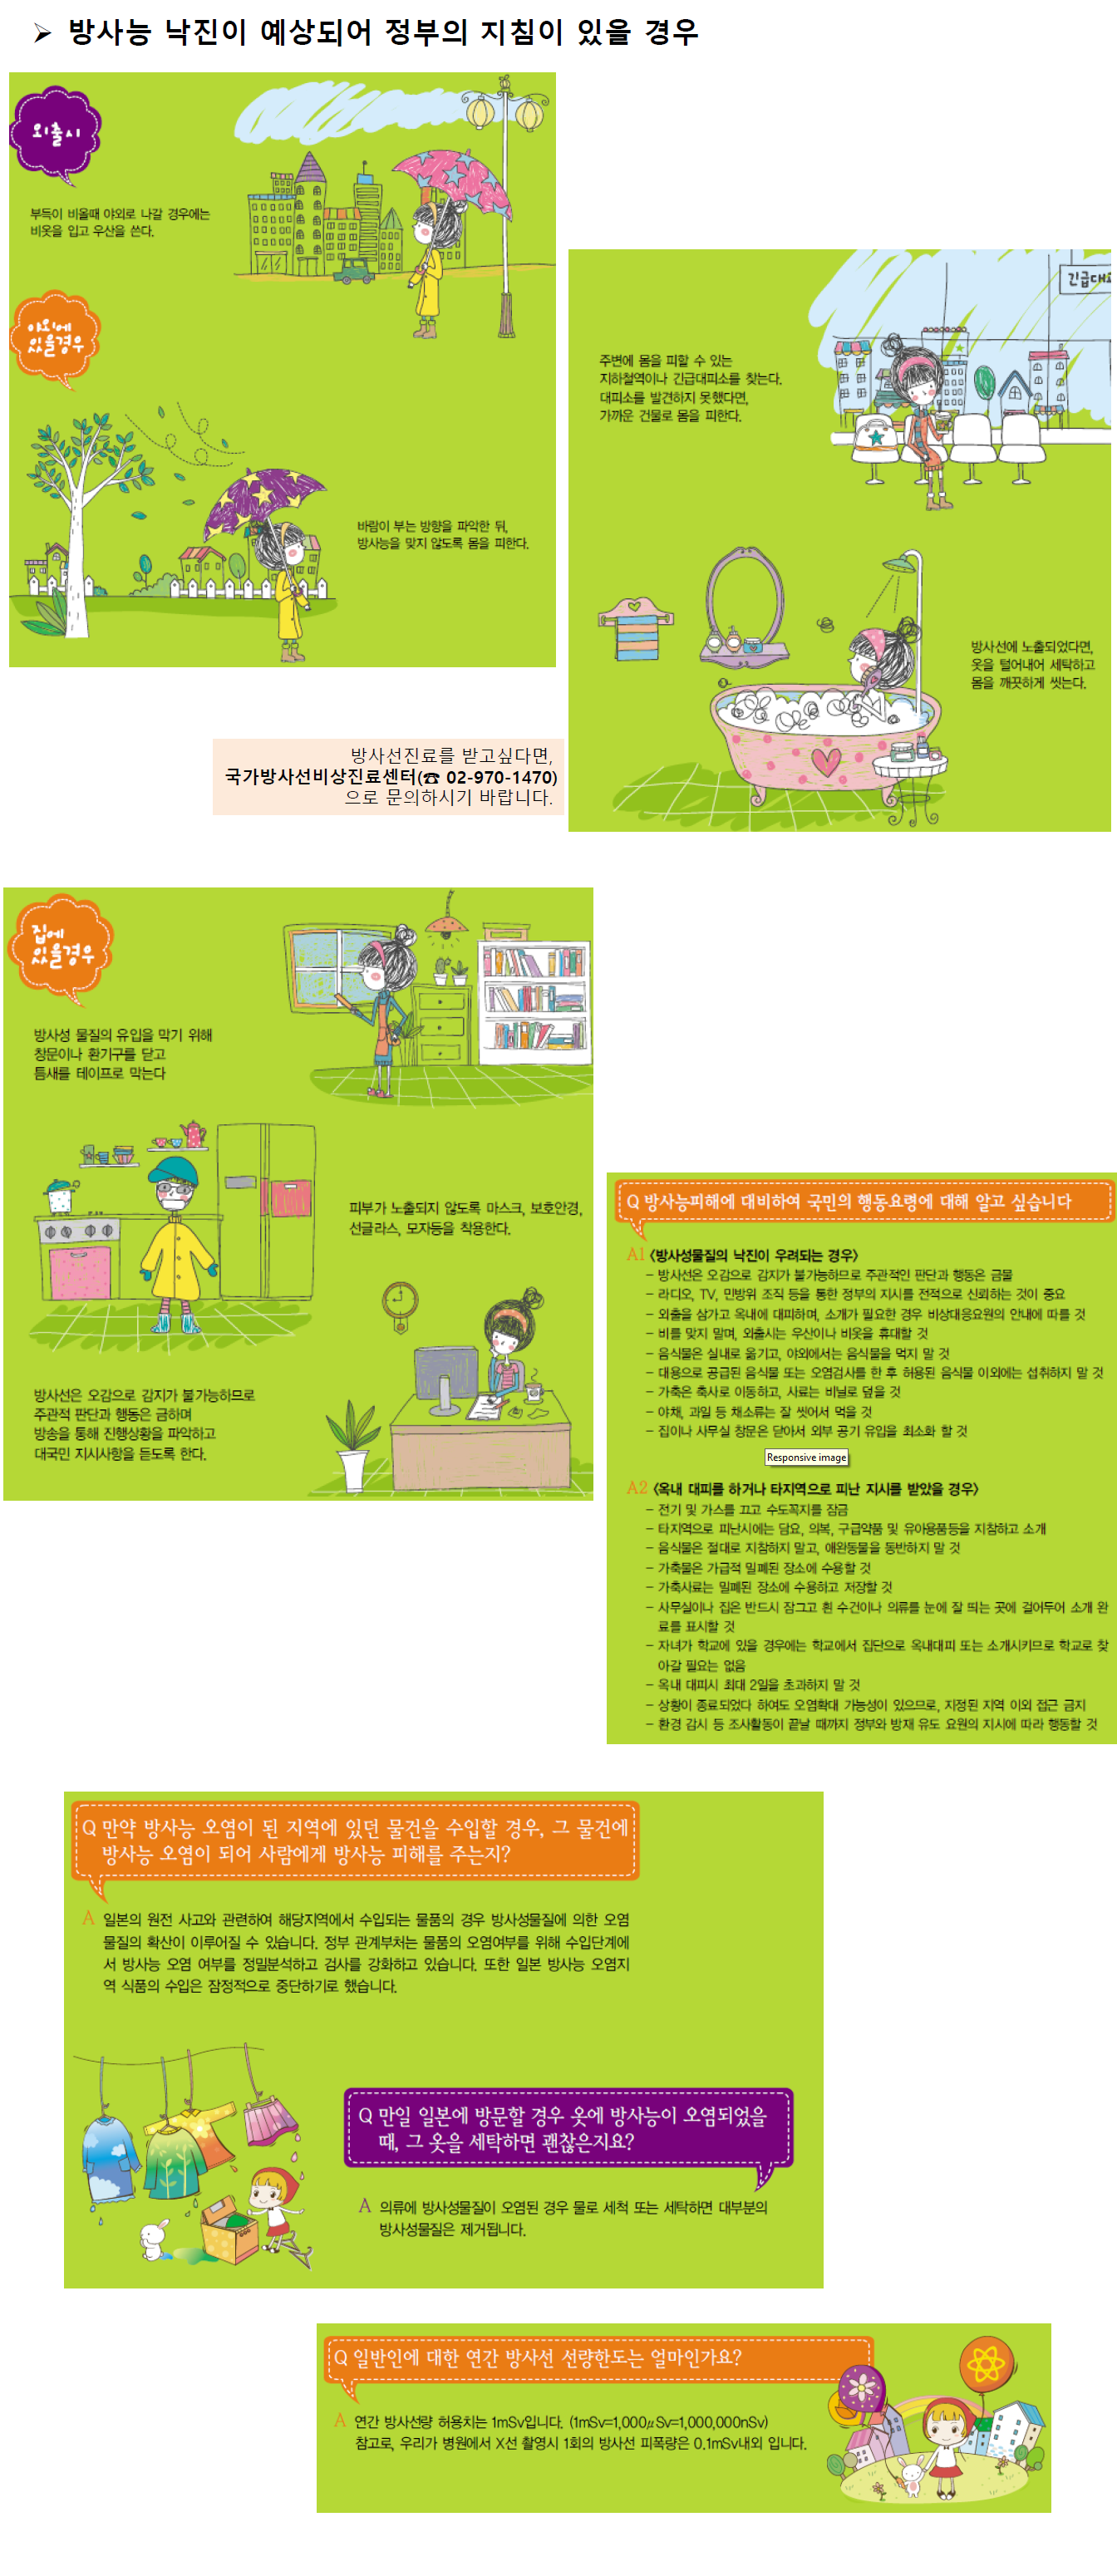 ➢ 방사능 낙진이 예상되어 정부의 지침이 있을 경우
외출시
부득이 비올때 야외로 나갈 경우에는
비옷을 입고 우산을 쓴다.
야외에
있을경우
바람이 부는 방향을 파악한 뒤,
방사능을 맞지 않도록 몸을 피한다.
긴급대피
주변에 몸을 피할 수 있는
지하철역이나 긴급대피소를 찾는다.
대피소를 발견하지 못했다면,
가까운 건물로 몸을 피한다.
방사선에 노출되었다면,
옷을 털어내어 세탁하고
몸을 깨끗하게 씻는다.
방사선진료를 받고싶다면,
국가방사선비상진료센터(☎ 02-970-1470)
으로 문의하시기 바랍니다.
집에
있을경우
방사성 물질의 유입을 막기 위해
창문이나 환기구를 닫고
틈새를 테이프로 막는다
피부가 노출되지 않도록 마스크, 보호안경,
선글라스, 모자등을 착용한다.
방사선은 오감으로 감지가 불가능하므로
주관적 판단과 행동은 금하며
방송을 통해 진행상황을 파악하고
대국민 지시사항을 듣도록 한다.
Q 방사능피해에 대비하여 국민의 행동요령에 대해 알고 싶습니다
A1 〈방사성물질의 낙진이 우려되는 경우〉
– 방사선은 오감으로 감지가 불가능하므로 주관적인 판단과 행동은 금물
– 라디오, TV, 민방위 조직 등을 통한 정부의 지시를 전적으로 신뢰하는 것이 중요
– 외출을 삼가고 옥내에 대피하며, 소개가 필요한 경우 비상대응요원의 안내에 따를 것
– 비를 맞지 말며, 외출시는 우산이나 비옷을 휴대할 것
– 음식물은 실내로 옮기고, 야외에서는 음식물을 먹지 말 것
– 대용으로 공급된 음식물 또는 오염검사를 한 후 허용된 음식물 이외에는 섭취하지 말 것
– 가축은 축사로 이동하고, 사료는 비닐로 덮을 것
– 야채, 과일 등 채소류는 잘 씻어서 먹을 것
– 집이나 사무실 창문은 닫아서 외부 공기 유입을 최소화 할 것
Responsive image
A2 〈옥내 대피를 하거나 타지역으로 피난 지시를 받았을 경우〉
– 전기 및 가스를 끄고 수도꼭지를 잠금
– 타지역으로 피난시에는 담요, 의복, 구급약품 및 유아용품등을 지참하고 소개
– 음식물은 절대로 지참하지 말고, 애완동물을 동반하지 말 것
– 가축물은 가급적 밀폐된 장소에 수용할 것
– 가축사료는 밀폐된 장소에 수용하고 저장할 것
– 사무실이나 집은 반드시 잠그고 흰 수건이나 의류를 눈에 잘 띄는 곳에 걸어두어 소개 완
료를 표시할 것
– 자녀가 학교에 있을 경우에는 학교에서 집단으로 옥내대피 또는 소개시키므로 학교로 찾
아갈 필요는 없음
– 옥내 대피시 최대 2일을 초과하지 말 것
– 상황이 종료되었다 하여도 오염확대 가능성이 있으므로, 지정된 지역 이외 접근 금지
– 환경 감시 등 조사활동이 끝날 때까지 정부와 방재 유도 요원의 지시에 따라 행동할 것
Q 만약 방사능 오염이 된 지역에 있던 물건을 수입할 경우, 그 물건에
방사능 오염이 되어 사람에게 방사능 피해를 주는지?
A 일본의 원전 사고와 관련하여 해당지역에서 수입되는 물품의 경우 방사성물질에 의한 오염
물질의 확산이 이루어질 수 있습니다. 정부 관계부처는 물품의 오염여부를 위해 수입단계에
서 방사능 오염 여부를 정밀분석하고 검사를 강화하고 있습니다. 또한 일본 방사능 오염지
역 식품의 수입은 잠정적으로 중단하기로 했습니다.
Q 만일 일본에 방문할 경우 옷에 방사능이 오염되었을
때, 그 옷을 세탁하면 괜찮은지요?
A 의류에 방사성물질이 오염된 경우 물로 세척 또는 세탁하면 대부분의
방사성물질은 제거됩니다.
Q 일반인에 대한 연간 방사선 선량한도는 얼마인가요?
A 연간 방사선량 허용치는 1mSv입니다. (1mSv=1,000μSv=1,000,000nSv)
참고로, 우리가 병원에서 X선 촬영시 1회의 방사선 피폭량은 0.1mSv내외 입니다.